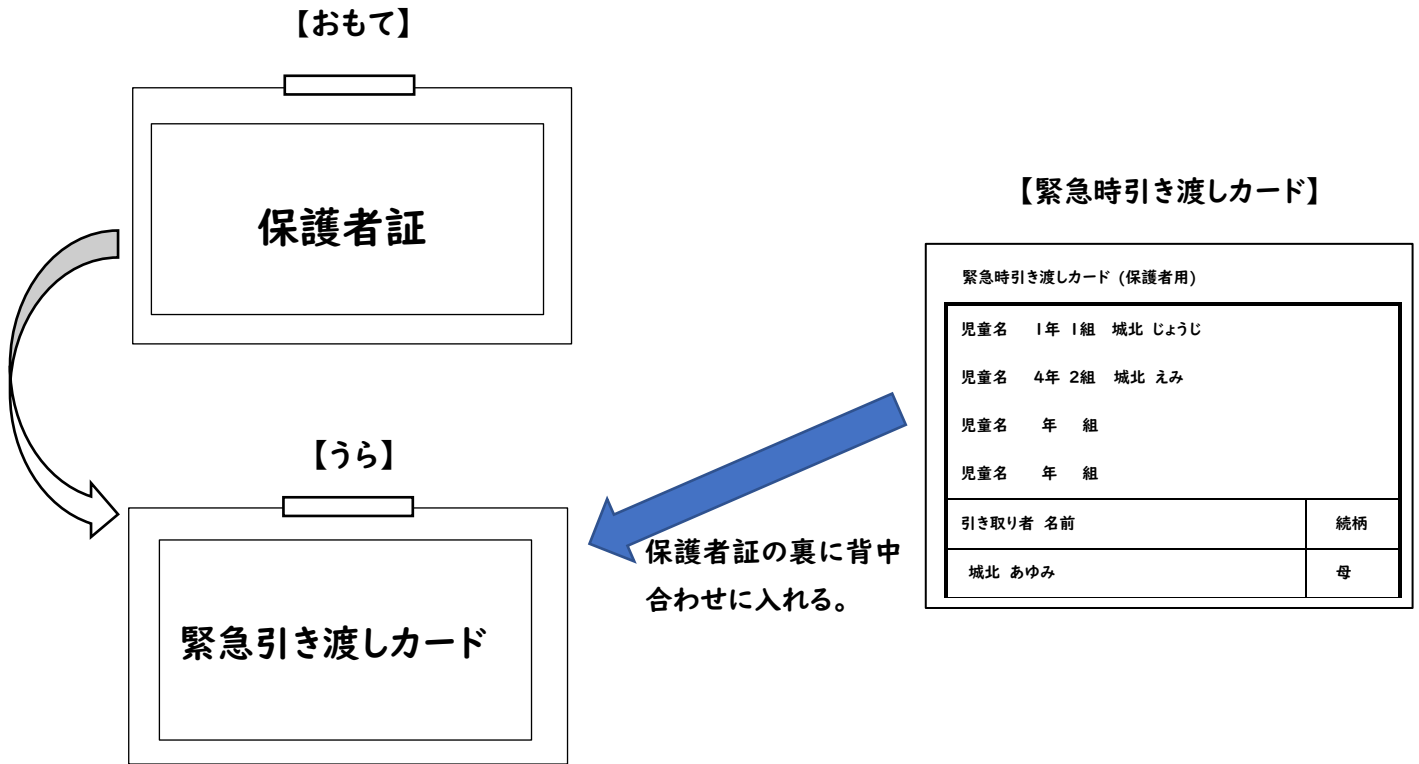 【おもて】
保護者証
【うら】
緊急引き渡しカード
保護者証の裏に背中
合わせに入れる。
【緊急時引き渡しカード】
緊急時引き渡しカード (保護者用)
児童名 1年 1組 城北 じょうじ
児童名 4年 2組 城北 えみ
児童名 年 組
児童名 年 組
引き取り者 名前 続柄
城北 あゆみ 母